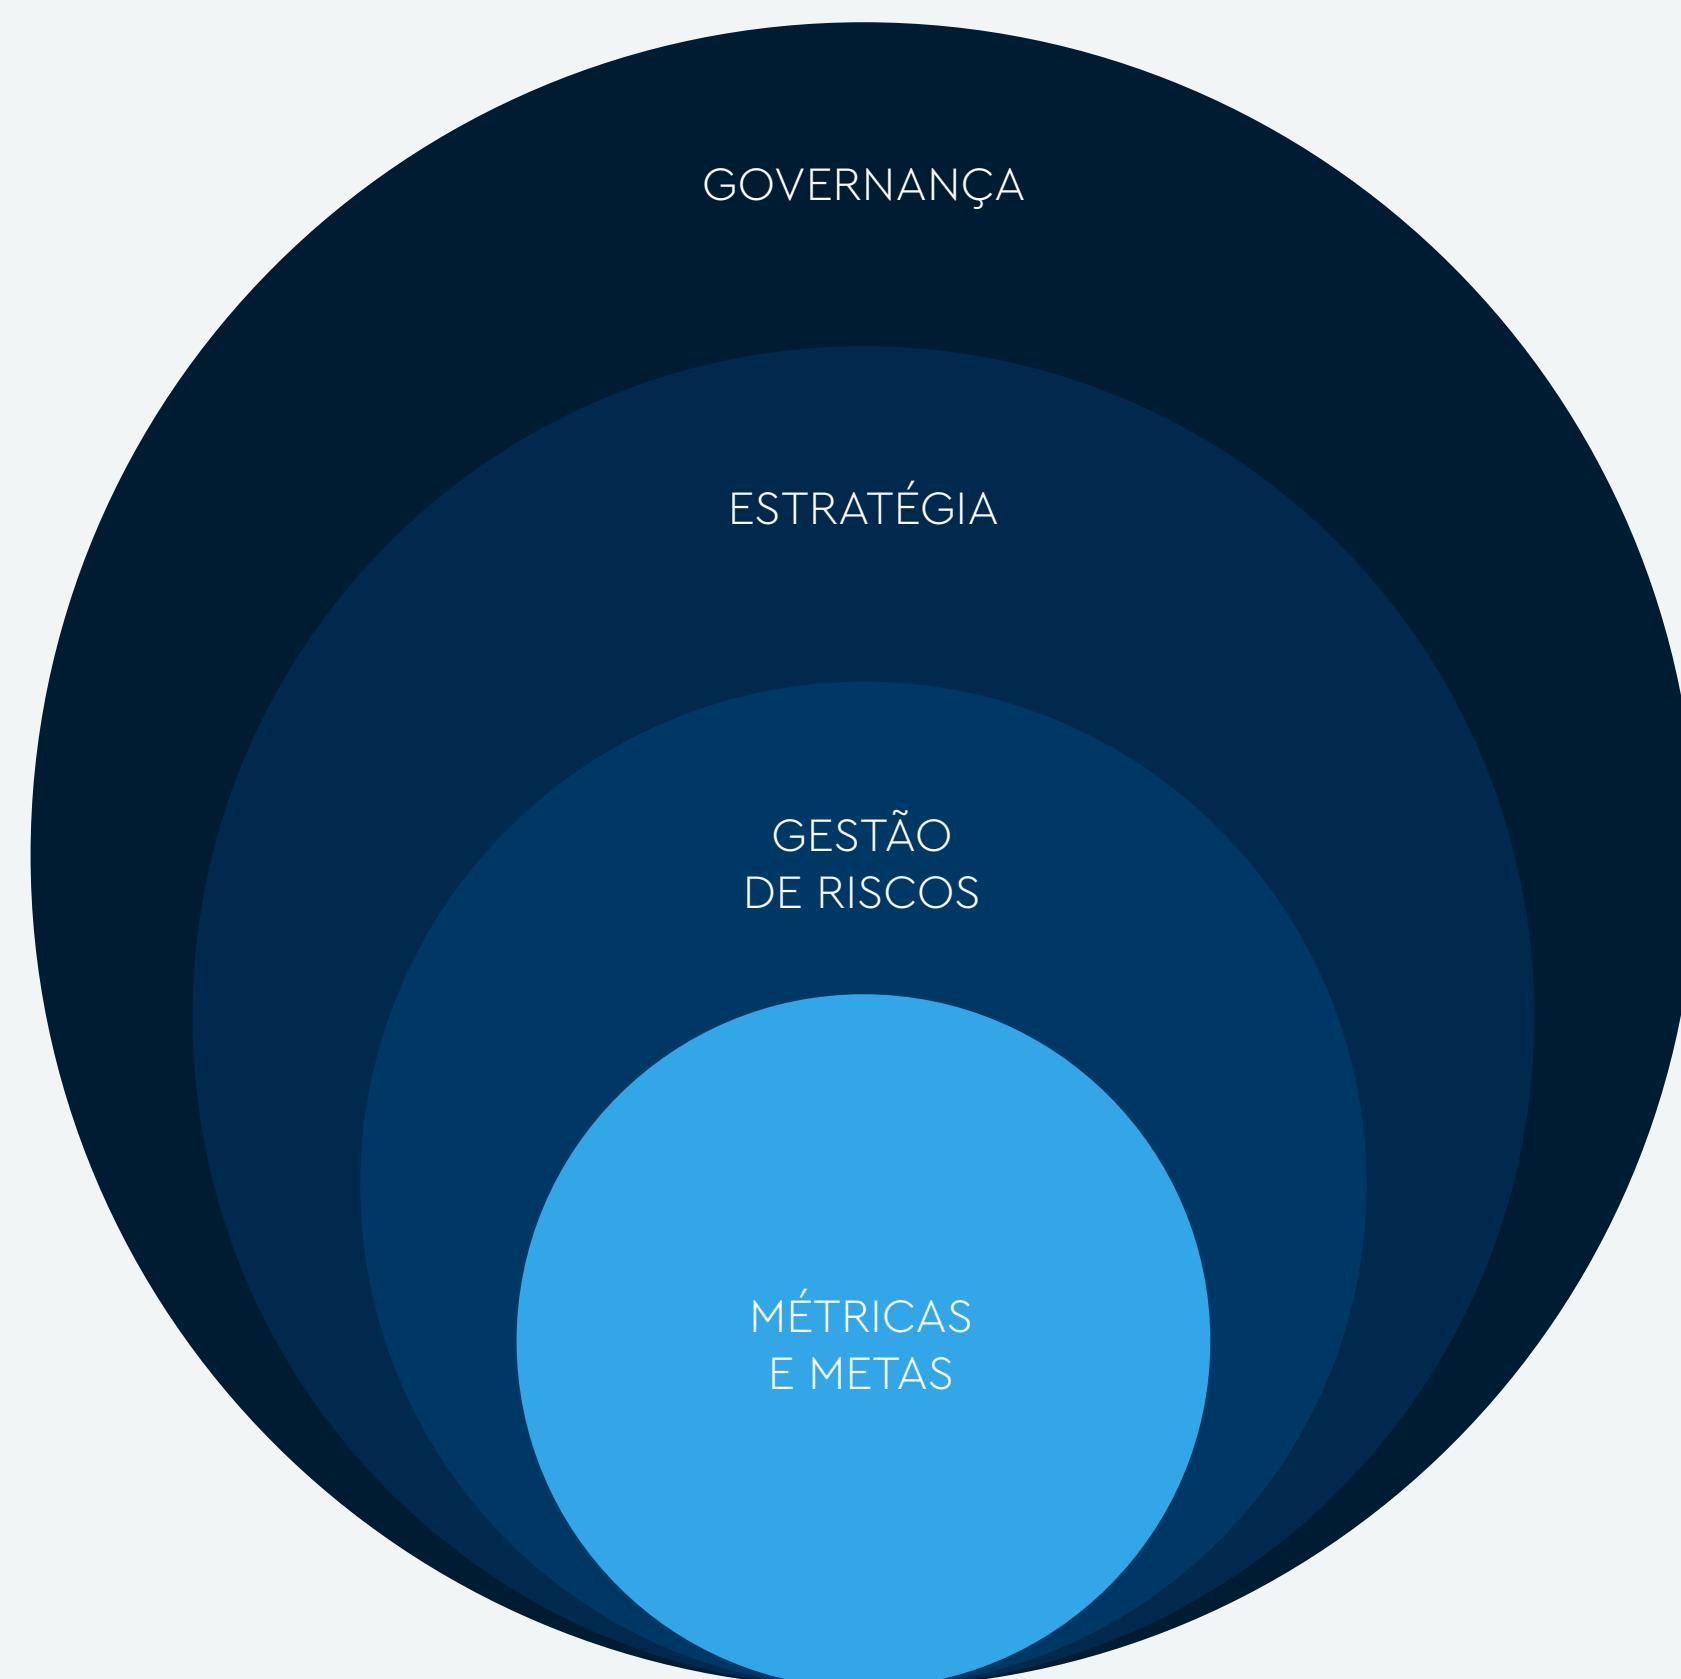 GOVERNANÇA
ESTRATÉGIA
GESTÃO
DE RISCOS
MÉTRICAS
E METAS